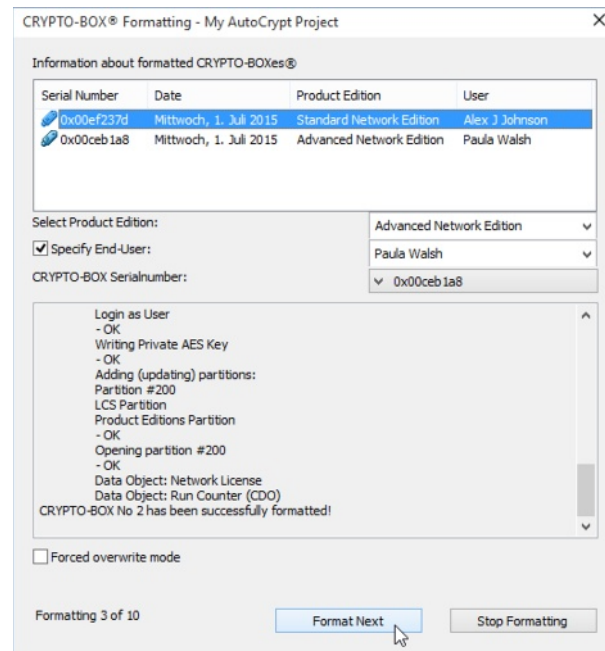 CRYPTO-BOX® Formatting - My AutoCrypt Project
Information about formatted CRYPTO-BOXes®
Serial Number Date Product Edition User
0x00ef237d Mittwoch, 1. Juli 2015 Standard Network Edition Alex J Johnson
0x00ceb1a8 Mittwoch, 1. Juli 2015 Advanced Network Edition Paula Walsh
Select Product Edition: Advanced Network Edition
Specify End-User: Paula Walsh
CRYPTO-BOX Serialnumber: 0x00ceb1a8
Login as User
- OK
Writing Private AES Key
- OK
Adding (updating) partitions:
Partition #200
LCS Partition
Product Editions Partition
- OK
Opening partition #200
- OK
Data Object: Network License
Data Object: Run Counter (CDO)
CRYPTO-BOX No 2 has been successfully formatted!
Forced overwrite mode
Formatting 3 of 10 Format Next Stop Formatting